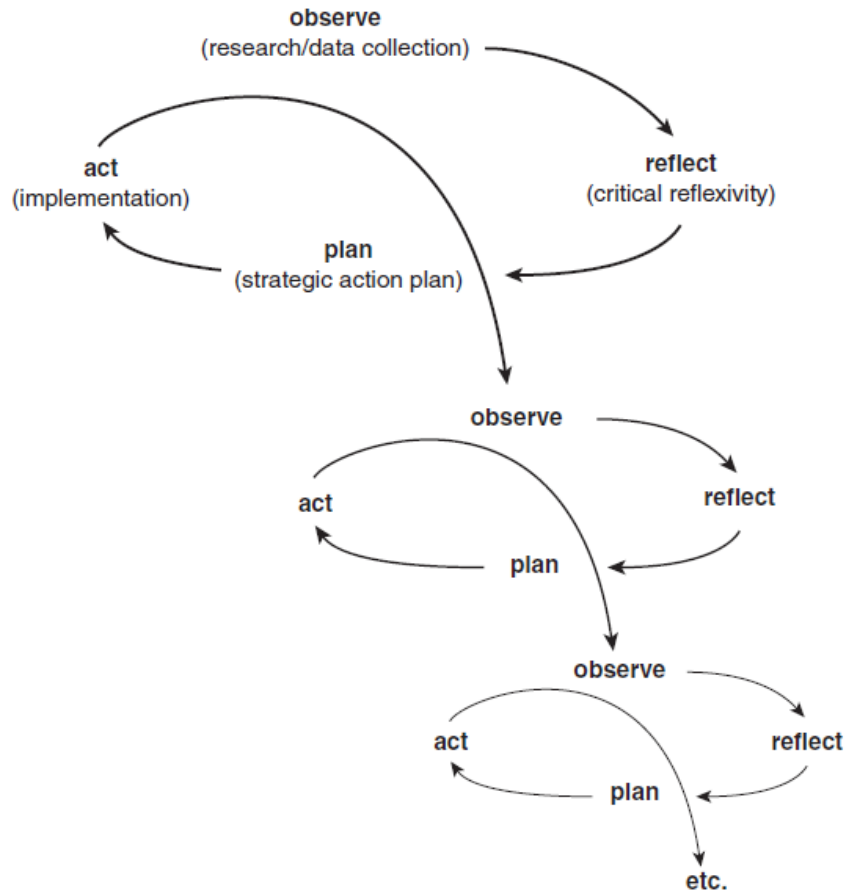 observe
(research/data collection)
reflect
(critical reflexivity)
plan
(strategic action plan)
act
(implementation)
observe
reflect
plan
act
observe
reflect
plan
act
etc.